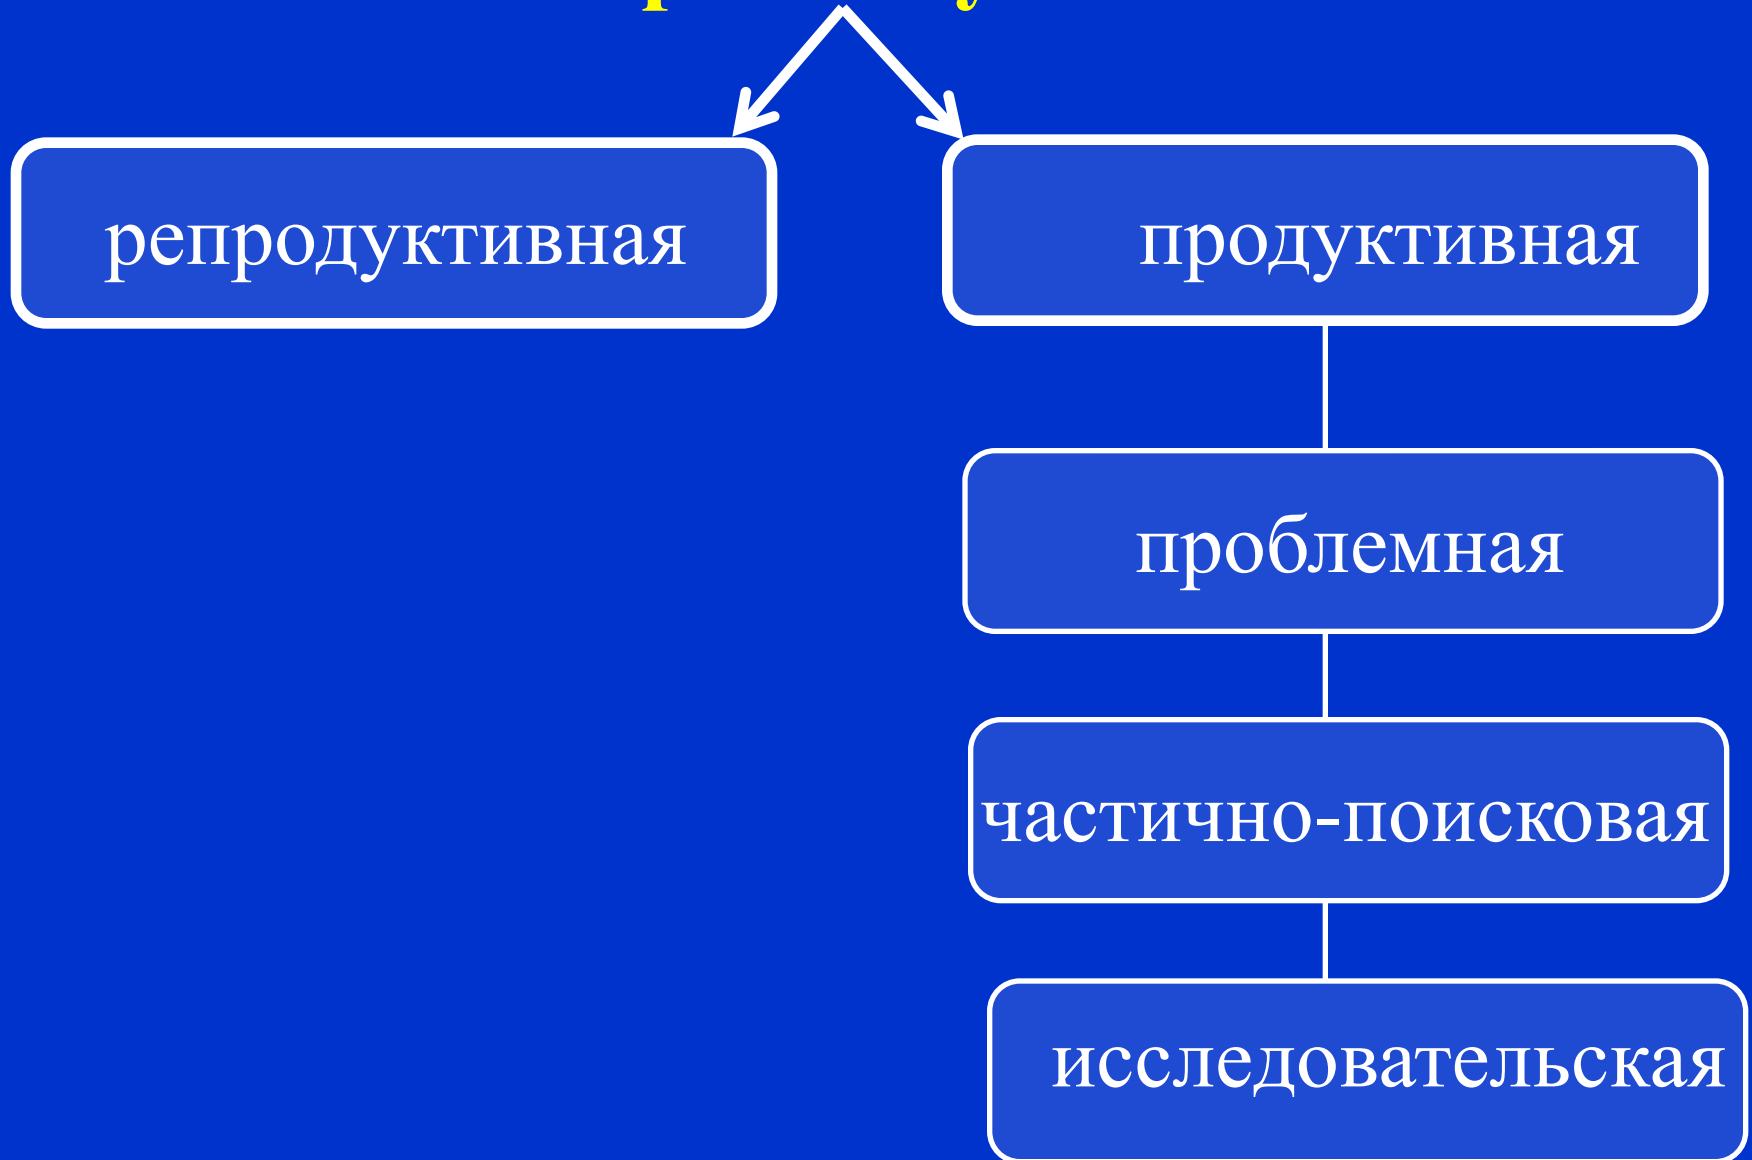 репродуктивная
продуктивная
проблемная
частично-поисковая
исследовательская